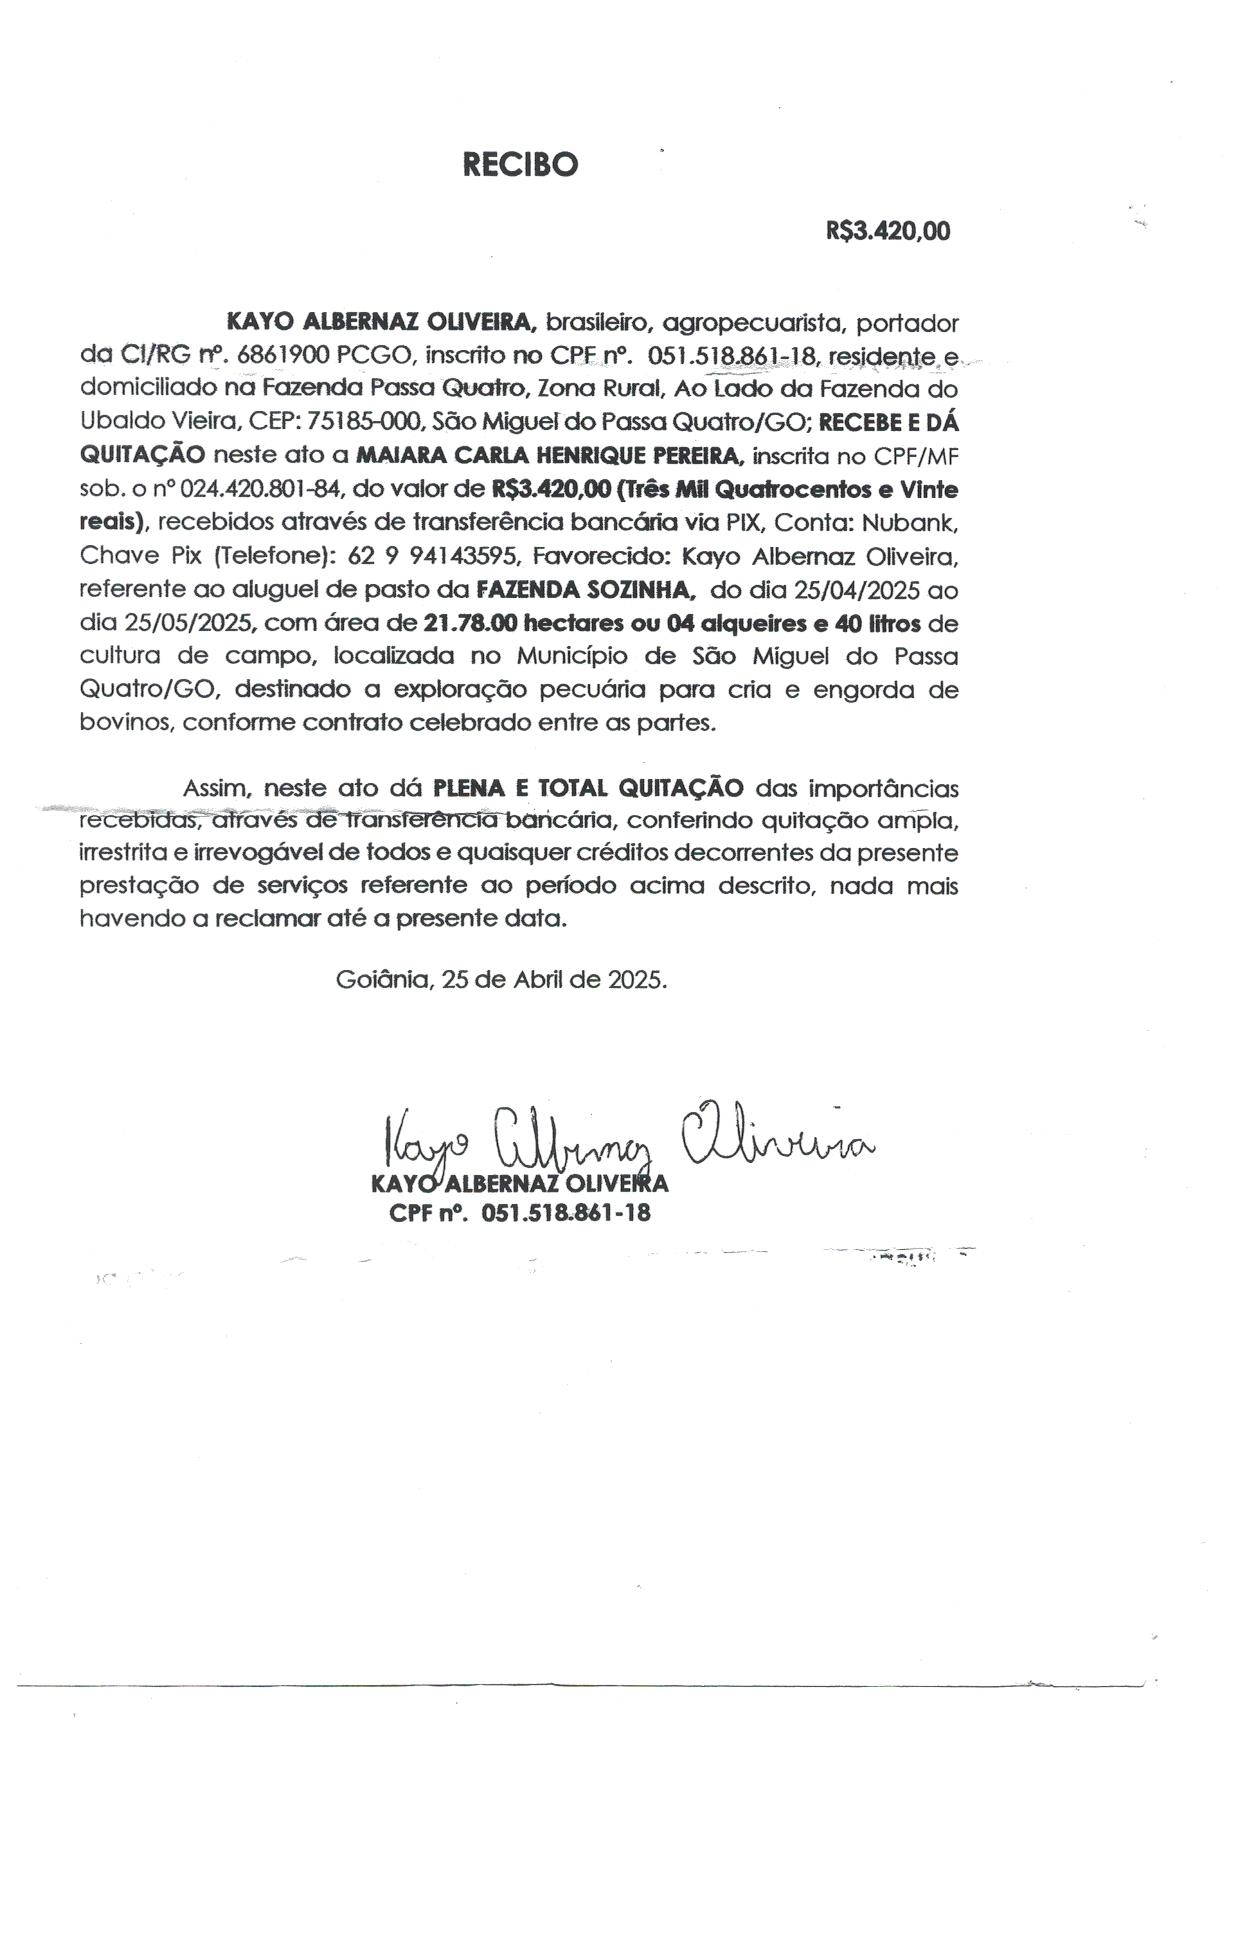 RECIBO
R$3.420,00
KAYO ALBERNAZ OLIVEIRA, brasileiro, agropecuarista, portador
da CI/RG nº. 6861900 PCGO, inscrito no CPF nº. 051.518.861-18, residente e
domiciliado na Fazenda Passa Quatro, Zona Rural, Ao Lado da Fazenda do
Ubaldo Vieira, CEP: 75185-000, São Miguel do Passa Quatro/GO; RECEBE E DÁ
QUITAÇÃO neste ato a MAIARA CARLA HENRIQUE PEREIRA, inscrita no CPF/MF
sob. o nº 024.420.801-84, do valor de R$3.420,00 (Três Mil Quatrocentos e Vinte
reais), recebidos através de transferência bancária via PIX, Conta: Nubank,
Chave Pix (Telefone): 62 9 94143595, Favorecido: Kayo Albernaz Oliveira,
referente ao aluguel de pasto da FAZENDA SOZINHA, do dia 25/04/2025 ao
dia 25/05/2025, com área de 21.78.00 hectares ou 04 alqueires e 40 litros de
cultura de campo, localizada no Município de São Miguel do Passa
Quatro/GO, destinado a exploração pecuária para cria e engorda de
bovinos, conforme contrato celebrado entre as partes.
Assim, neste ato dá PLENA E TOTAL QUITAÇÃO das importâncias
recebidas, através de transferência bancária, conferindo quitação ampla,
irrestrita e irrevogável de todos e quaisquer créditos decorrentes da presente
prestação de serviços referente ao período acima descrito, nada mais
havendo a reclamar até a presente data.
Goiânia, 25 de Abril de 2025.
Kayo Albernaz Oliveira
KAYO ALBERNAZ OLIVEIRA
CPF nº. 051.518.861-18